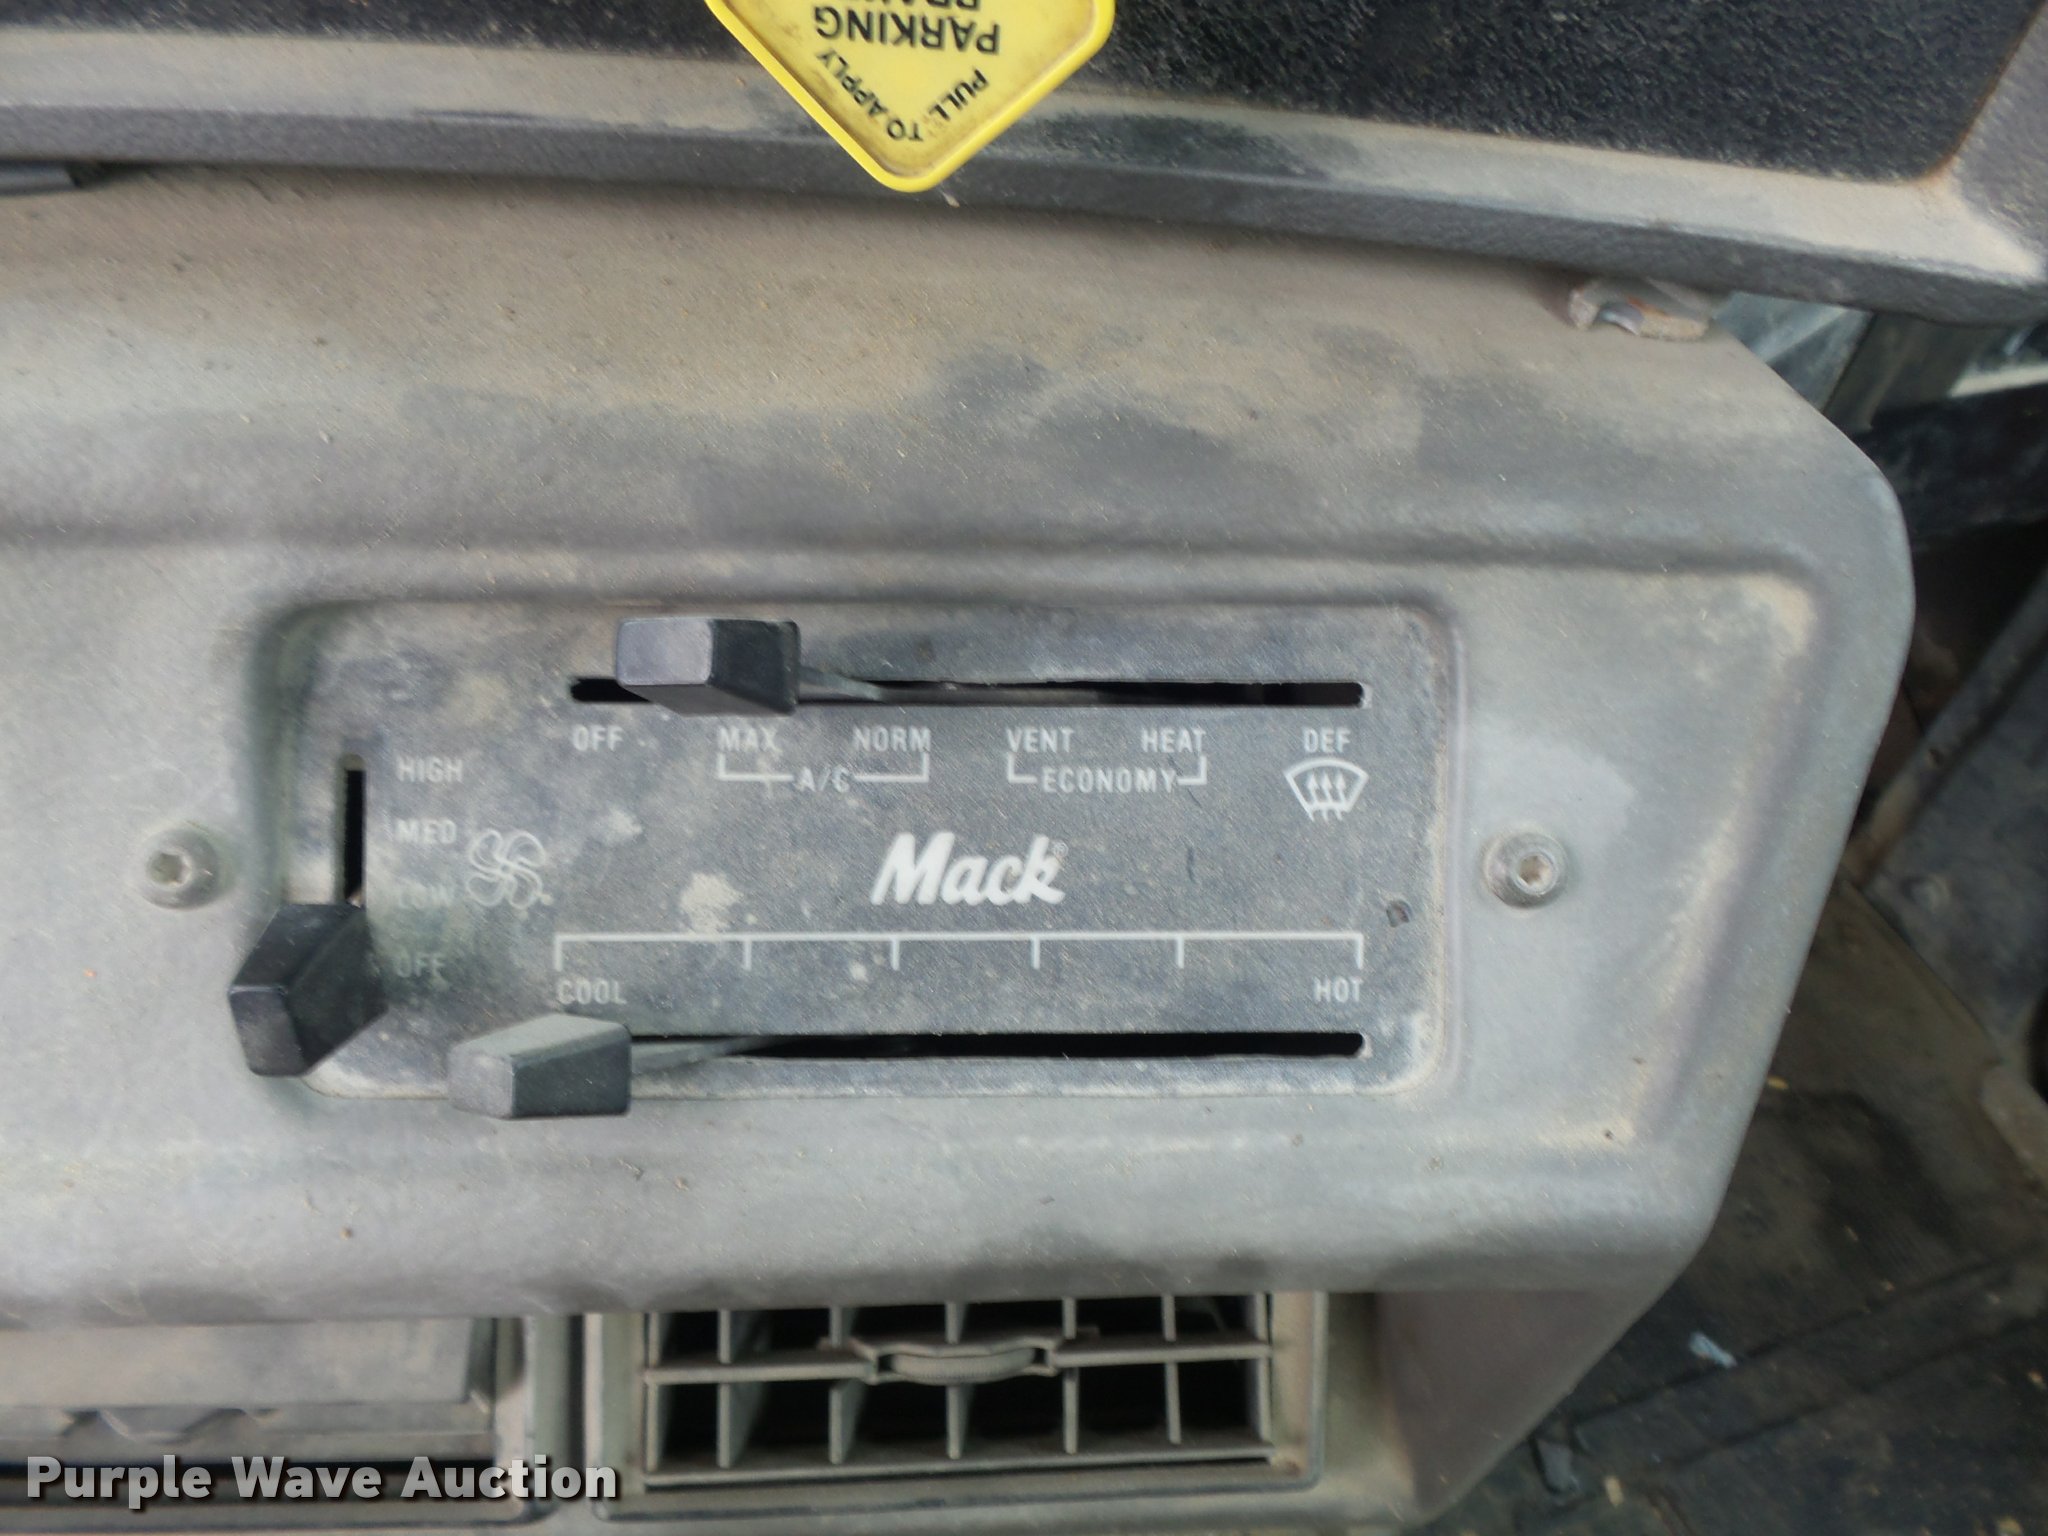 PARKING
PULL TO APPLY
OFF MAX NORM VENT HEAT DEF
A/C ECONOMY
HIGH
MED
LOW
OFF
Mack®
COOL HOT
Purple Wave Auction